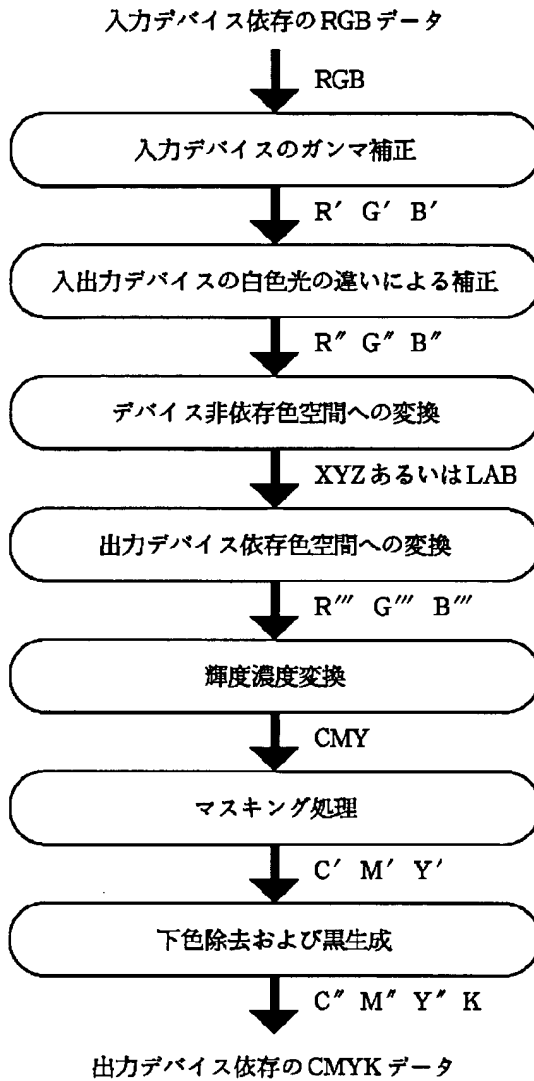 入力デバイス依存のRGBデータ
RGB
入力デバイスのガンマ補正
R′ G′ B′
入出力デバイスの白色光の違いによる補正
R″ G″ B″
デバイス非依存色空間への変換
XYZあるいはLAB
出力デバイス依存色空間への変換
R‴ G‴ B‴
輝度濃度変換
CMY
マスキング処理
C′ M′ Y′
下色除去および黒生成
C″ M″ Y″ K
出力デバイス依存のCMYKデータ